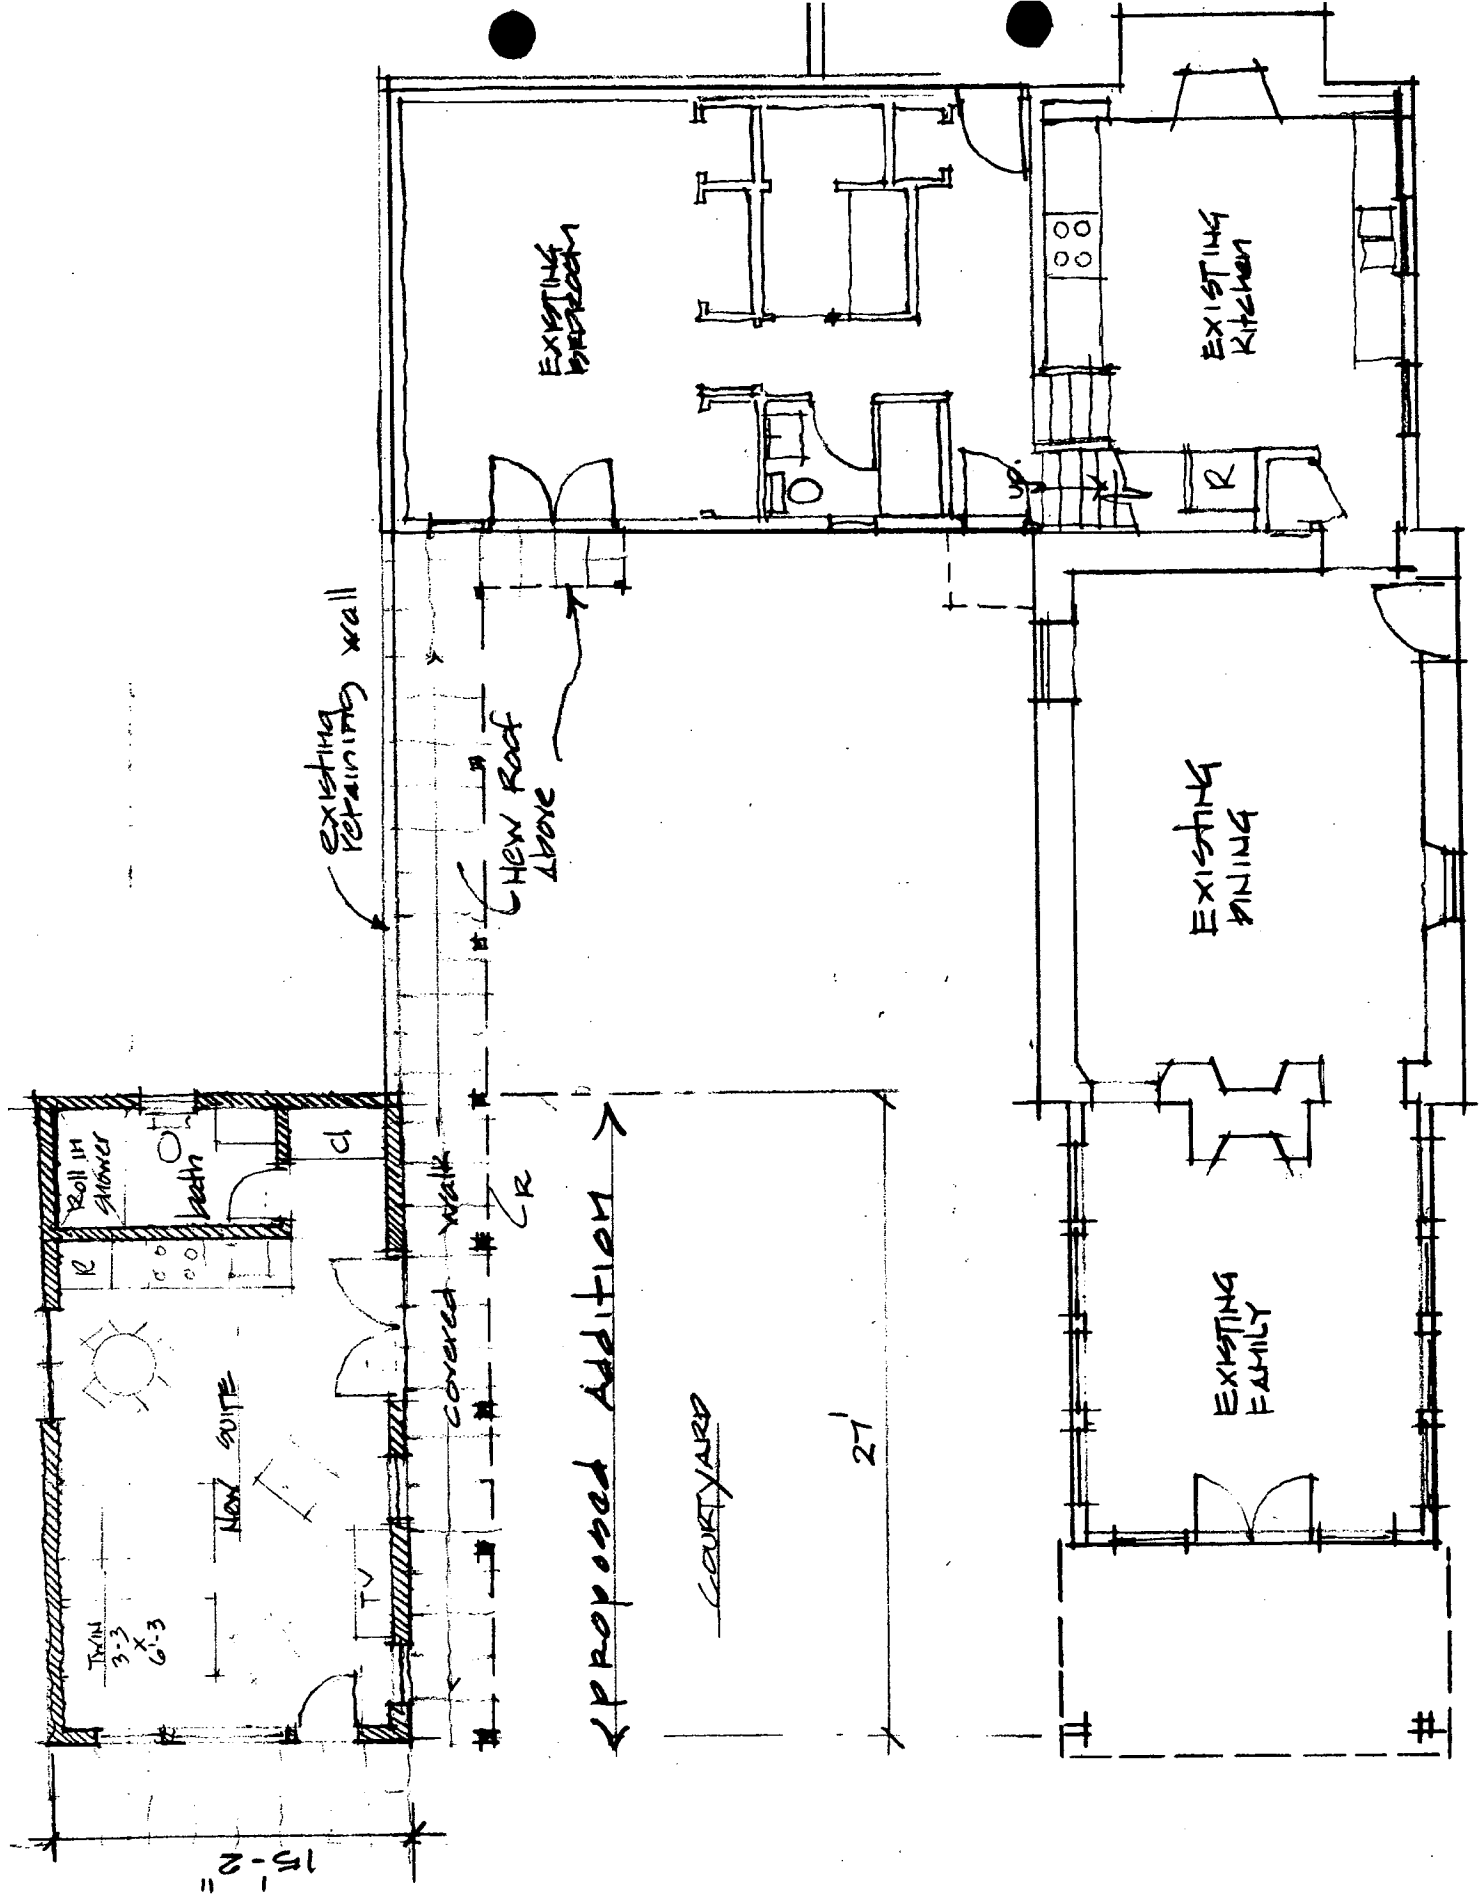 Roll IN
SHOWER
bath
cl
R
NEW SUITE
TWIN
3-3
X
6'-3
TV
15'-2"
covered walk
R
existing
retaining wall
New Roof
Above
proposed Addition
COURTYARD
27'
EXISTING
BEDROOM
UP.
R
EXISTING
Kitchen
EXISTING
DINING
EXISTING
FAMILY